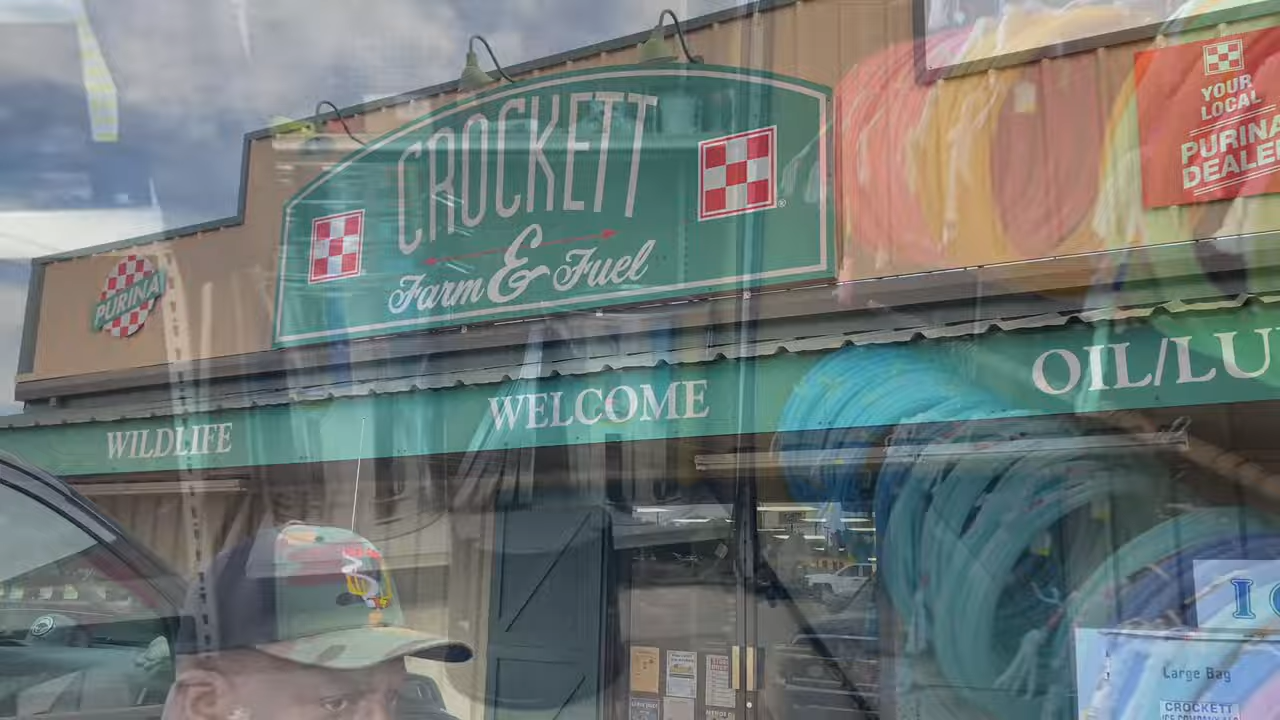 CROCKETT
Farm & Fuel
PURINA
YOUR
LOCAL
PURINA
DEALER
WILDLIFE
WELCOME
OIL/LU
I
Large Bag
CROCKETT